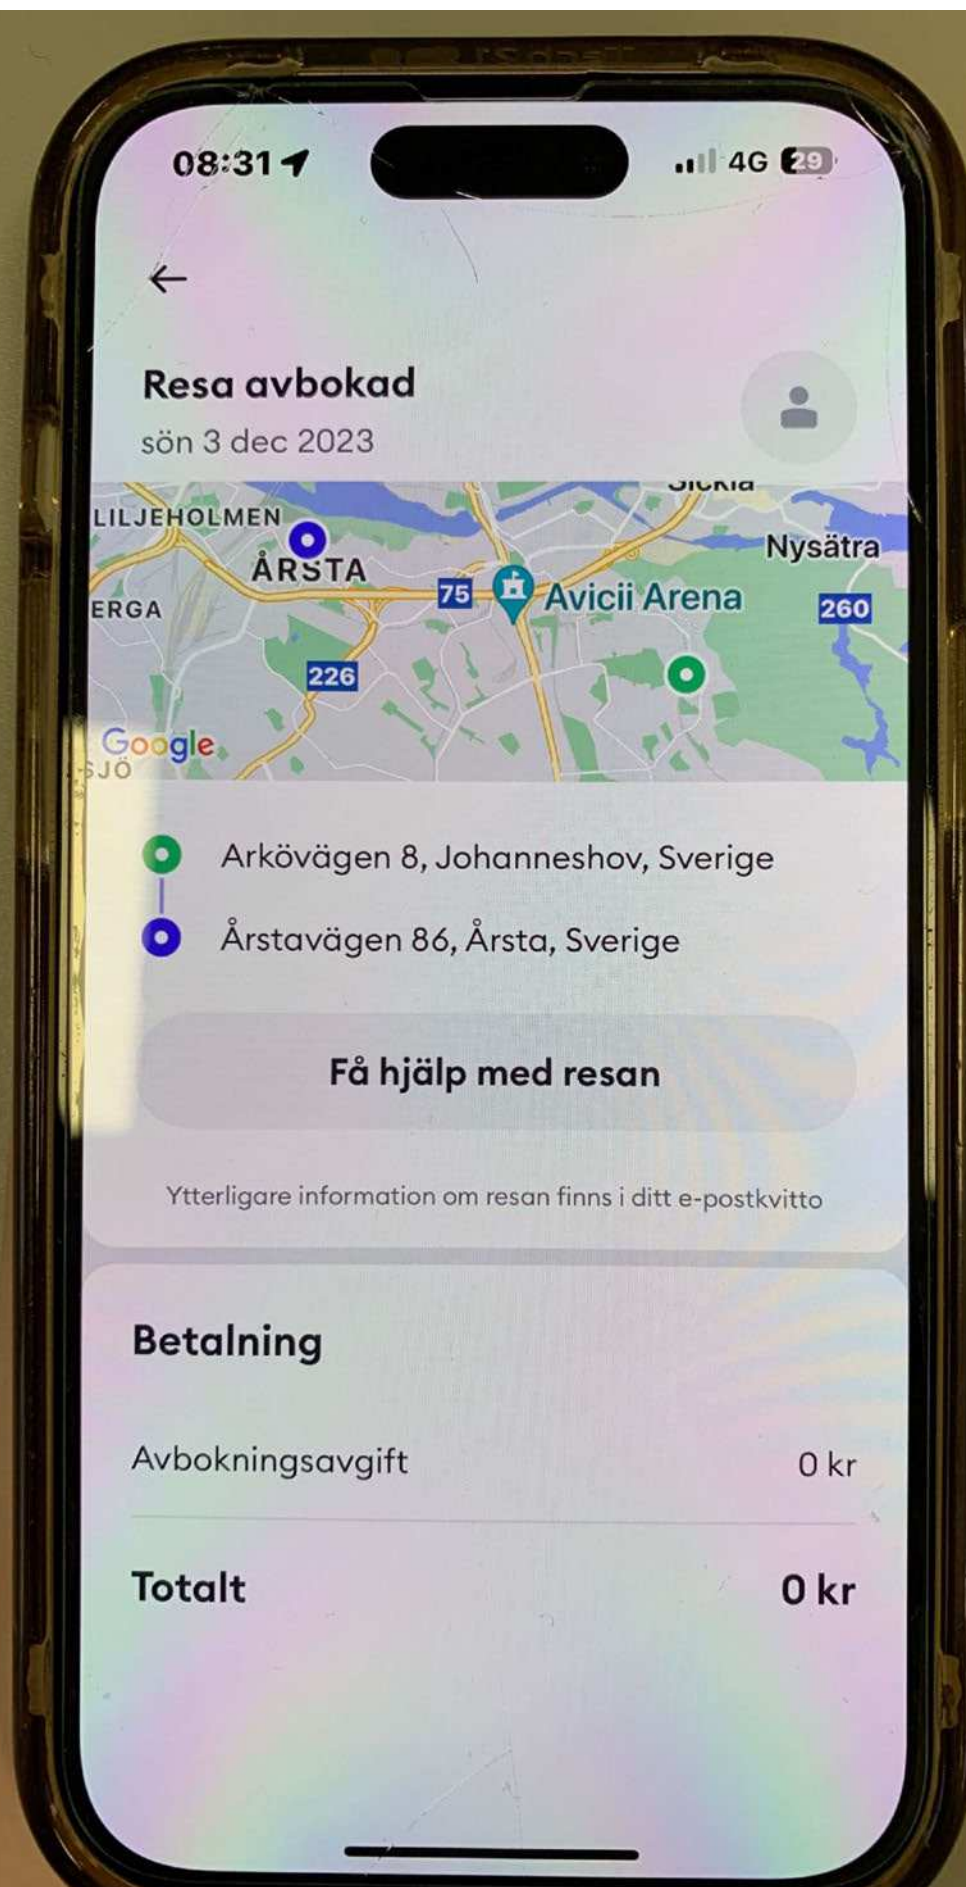 08:31
4G 29
Resa avbokad
sön 3 dec 2023
LILJEHOLMEN
Sickla
ÅRSTA
Nysätra
75
Avicii Arena
ERGA
260
226
Google
SJÖ
Arkövägen 8, Johanneshov, Sverige
Årstavägen 86, Årsta, Sverige
Få hjälp med resan
Ytterligare information om resan finns i ditt e-postkvitto
Betalning
Avbokningsavgift
0 kr
Totalt
0 kr